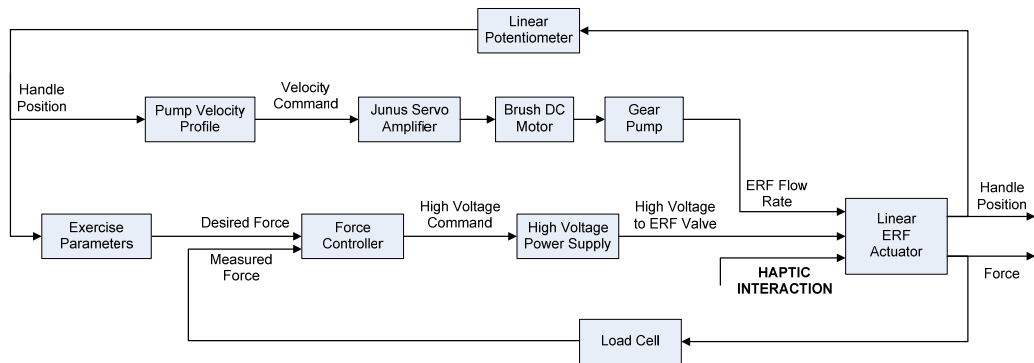 Linear
Potentiometer
Handle
Position
Velocity
Command
Pump Velocity
Profile
Junus Servo
Amplifier
Brush DC
Motor
Gear
Pump
ERF Flow
Rate
Handle
Position
Exercise
Parameters
Desired Force
Measured
Force
Force
Controller
High Voltage
Command
High Voltage
Power Supply
High Voltage
to ERF Valve
Linear
ERF
Actuator
HAPTIC
INTERACTION
Force
Load Cell